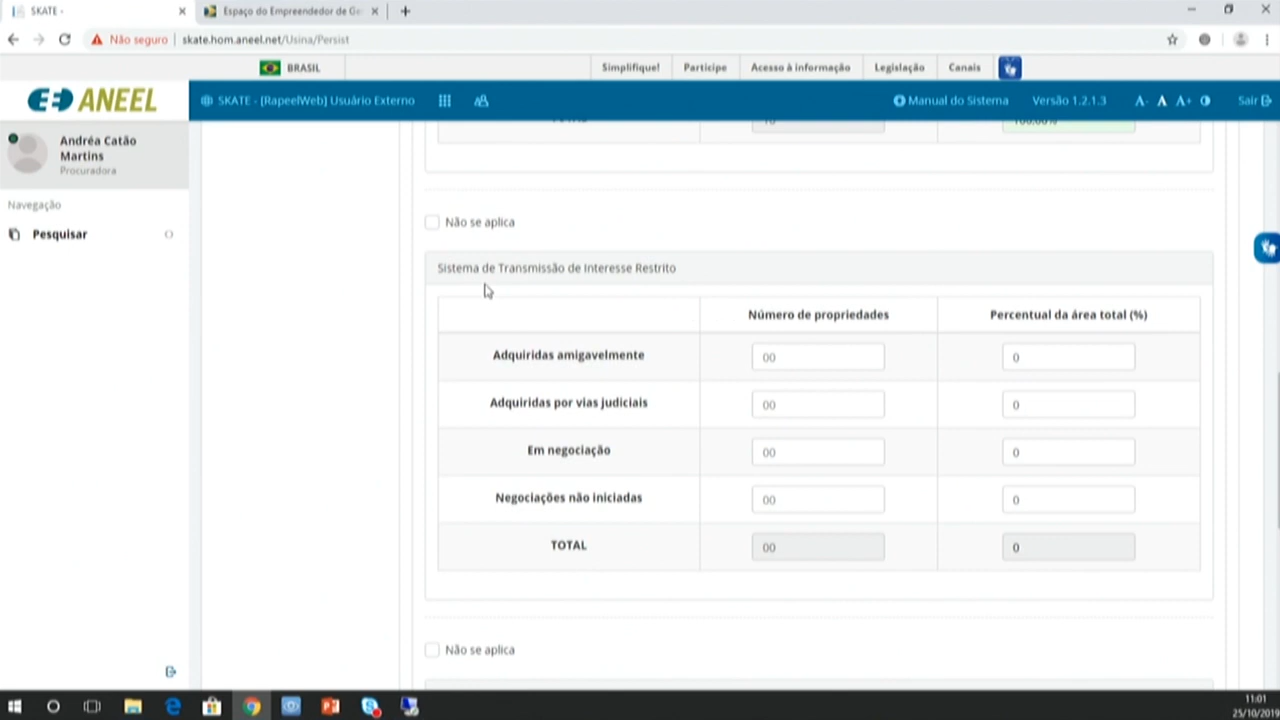 SKATE -
Espaço do Empreendedor de Ge
Não seguro | skate.hom.aneel.net/Usina/Persist
BRASIL
Simplifique!
Participe
Acesso à informação
Legislação
Canais
ANEEL
SKATE - [RapeelWeb] Usuário Externo
Manual do Sistema
Versão 1.2.1.3
A- A A+
Sair
Andréa Catão
Martins
Procuradora
Navegação
Pesquisar
100.00%
Não se aplica
Sistema de Transmissão de Interesse Restrito
Número de propriedades
Percentual da área total (%)
Adquiridas amigavelmente 00 0
Adquiridas por vias judiciais 00 0
Em negociação 00 0
Negociações não iniciadas 00 0
TOTAL 00 0
Não se aplica
11:01
25/10/2019